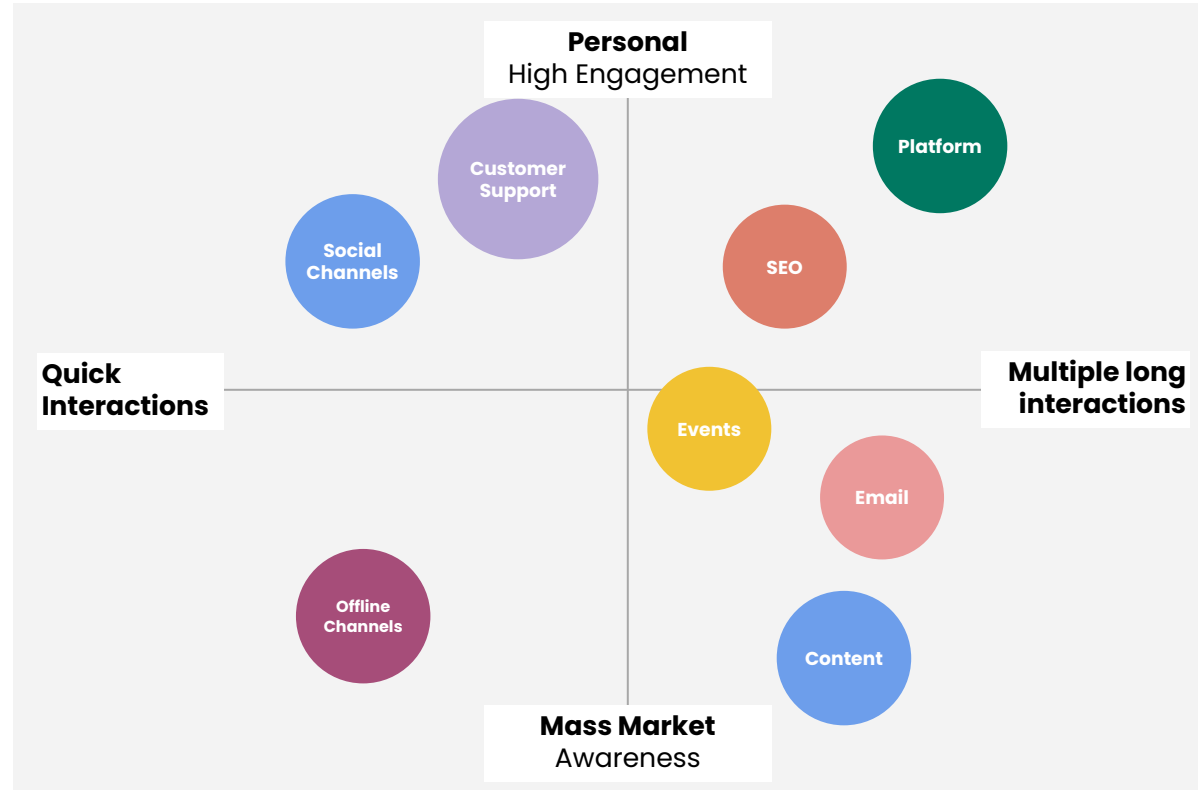 Personal
High Engagement
Platform
Customer
Support
Social
Channels
SEO
Quick
Interactions
Multiple long
interactions
Events
Email
Offline
Channels
Content
Mass Market
Awareness